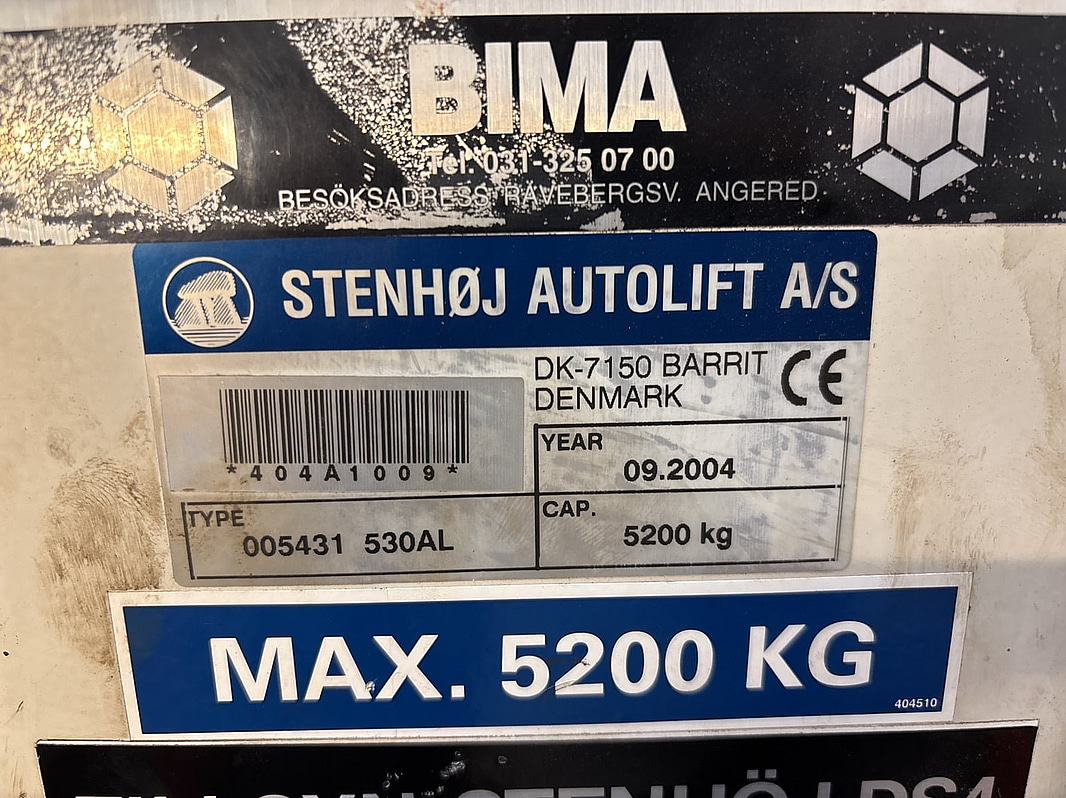 BIMA
Tel. 031-325 07 00
BESÖKSADRESS RÄVEBERGSV. ANGERED
STENHØJ AUTOLIFT A/S
DK-7150 BARRIT
DENMARK
CE
*404A1009*
YEAR
09.2004
TYPE
005431 530AL
CAP.
5200 kg
MAX. 5200 KG
404510